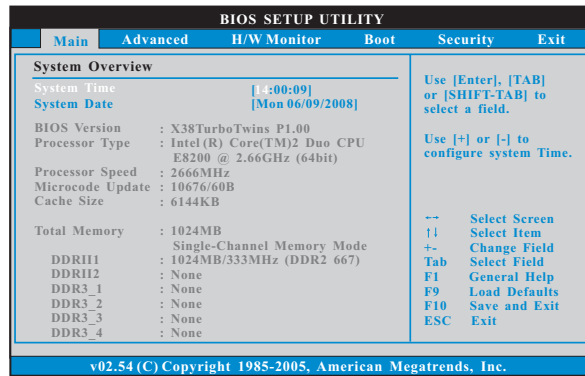 BIOS SETUP UTILITY
Main Advanced H/W Monitor Boot Security Exit
System Overview
System Time [14:00:09]
System Date [Mon 06/09/2008]
BIOS Version : X38TurboTwins P1.00
Processor Type : Intel (R) Core(TM)2 Duo CPU
E8200 @ 2.66GHz (64bit)
Processor Speed : 2666MHz
Microcode Update : 10676/60B
Cache Size : 6144KB
Total Memory : 1024MB
Single-Channel Memory Mode
DDRII1 : 1024MB/333MHz (DDR2 667)
DDRII2 : None
DDR3_1 : None
DDR3_2 : None
DDR3_3 : None
DDR3_4 : None
Use [Enter], [TAB]
or [SHIFT-TAB] to
select a field.
Use [+] or [-] to
configure system Time.
←→ Select Screen
↑↓ Select Item
+- Change Field
Tab Select Field
F1 General Help
F9 Load Defaults
F10 Save and Exit
ESC Exit
v02.54 (C) Copyright 1985-2005, American Megatrends, Inc.